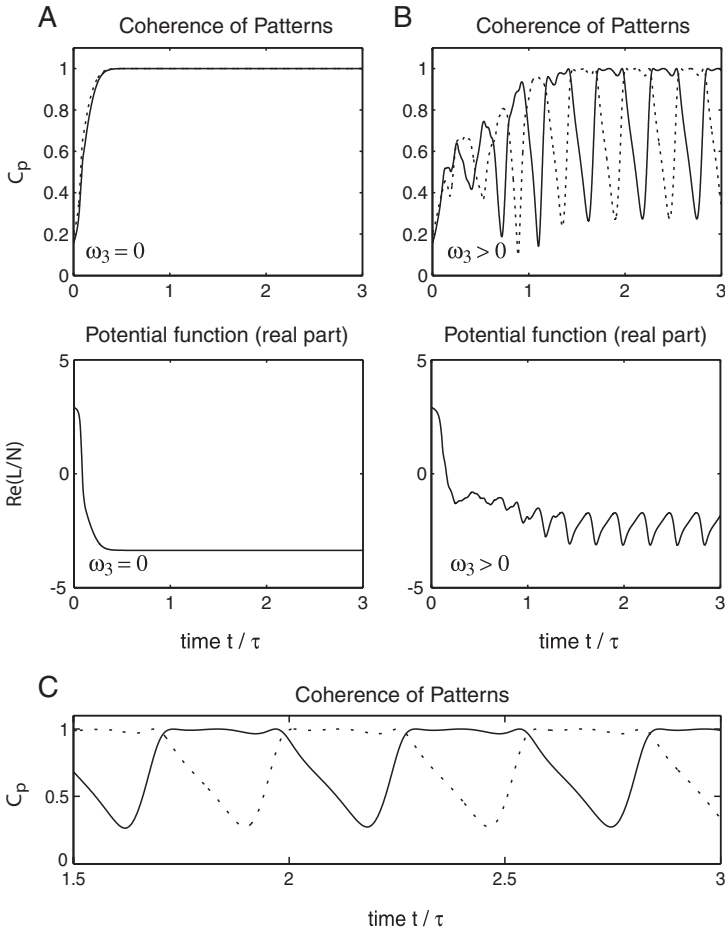 A
Coherence of Patterns
1
0.8
0.6
0.4
0.2
0
Cp
ω3 = 0
0 1 2 3
B
Coherence of Patterns
1
0.8
0.6
0.4
0.2
0
ω3 > 0
0 1 2 3
Potential function (real part)
5
0
-5
Re(L/N)
ω3 = 0
0 1 2 3
time t / τ
Potential function (real part)
5
0
-5
ω3 > 0
0 1 2 3
time t / τ
C
Coherence of Patterns
1
0.5
0
Cp
1.5 2 2.5 3
time t / τ